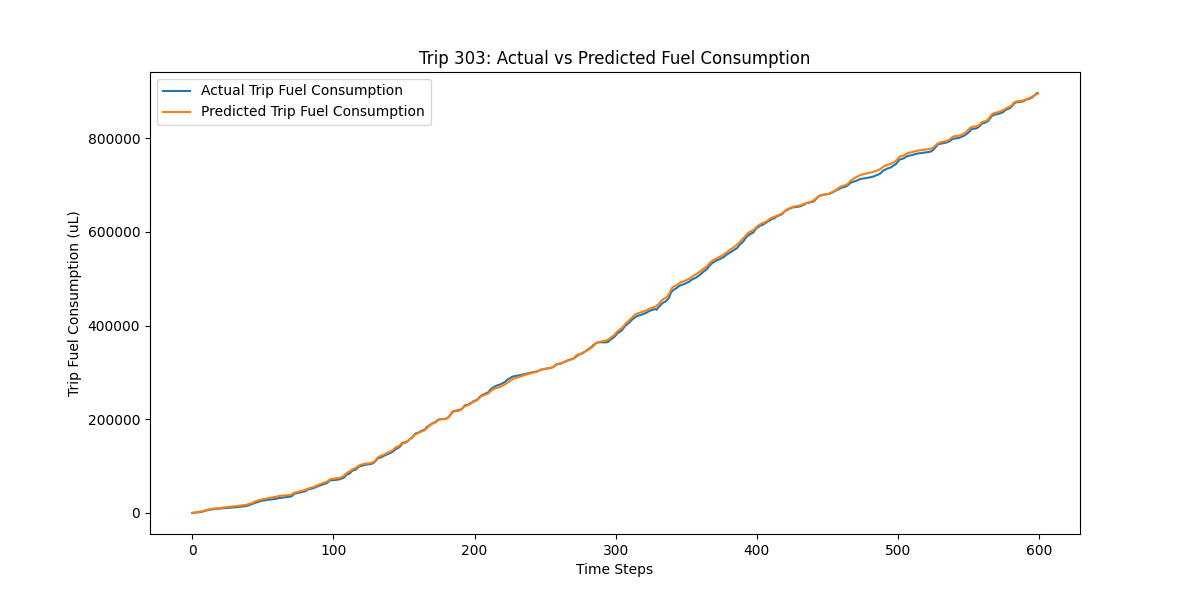 Trip 303: Actual vs Predicted Fuel Consumption
Actual Trip Fuel Consumption
Predicted Trip Fuel Consumption
Trip Fuel Consumption (uL)
800000
600000
400000
200000
0
0 100 200 300 400 500 600
Time Steps